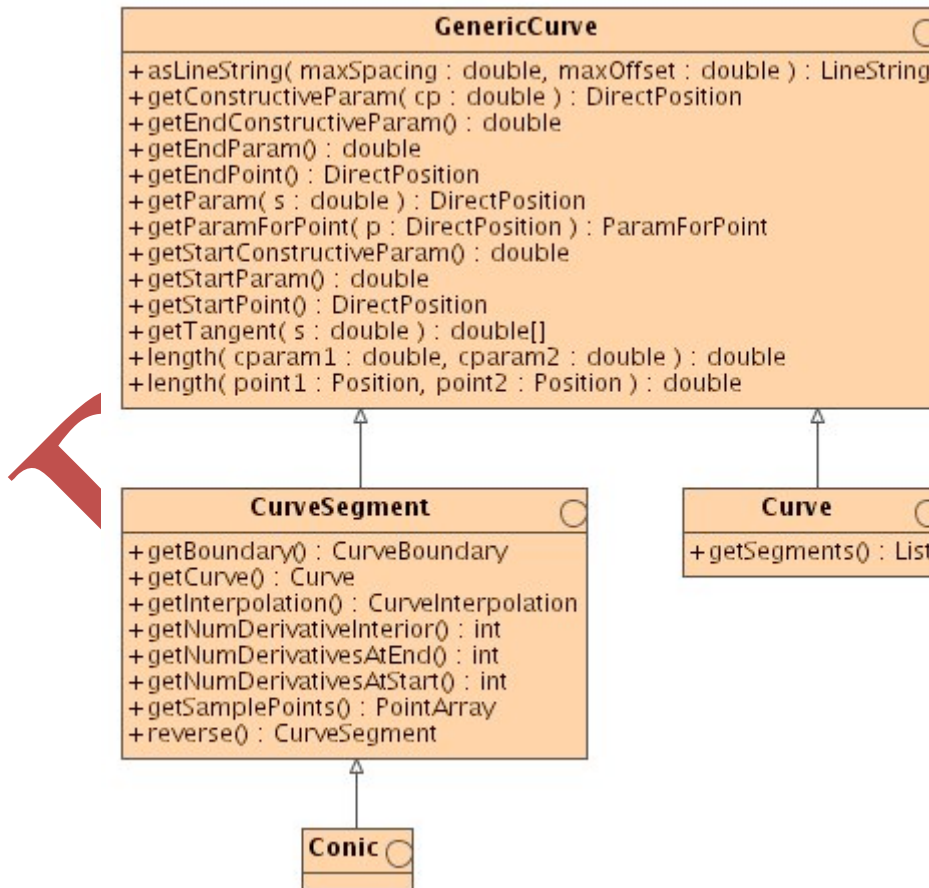 GenericCurve
+asLineString( maxSpacing : double, maxOffset : double ) : LineString
+getConstructiveParam( cp : double ) : DirectPosition
+getEndConstructiveParam() : double
+getEndParam() : double
+getEndPoint() : DirectPosition
+getParam( s : double ) : DirectPosition
+getParamForPoint( p : DirectPosition ) : ParamForPoint
+getStartConstructiveParam() : double
+getStartParam() : double
+getStartPoint() : DirectPosition
+getTangent( s : double ) : double[]
+length( cparam1 : double, cparam2 : double ) : double
+length( point1 : Position, point2 : Position ) : double
CurveSegment
+getBoundary() : CurveBoundary
+getCurve() : Curve
+getInterpolation() : CurveInterpolation
+getNumDerivativeInterior() : int
+getNumDerivativesAtEnd() : int
+getNumDerivativesAtStart() : int
+getSamplePoints() : PointArray
+reverse() : CurveSegment
Curve
+getSegments() : List
Conic